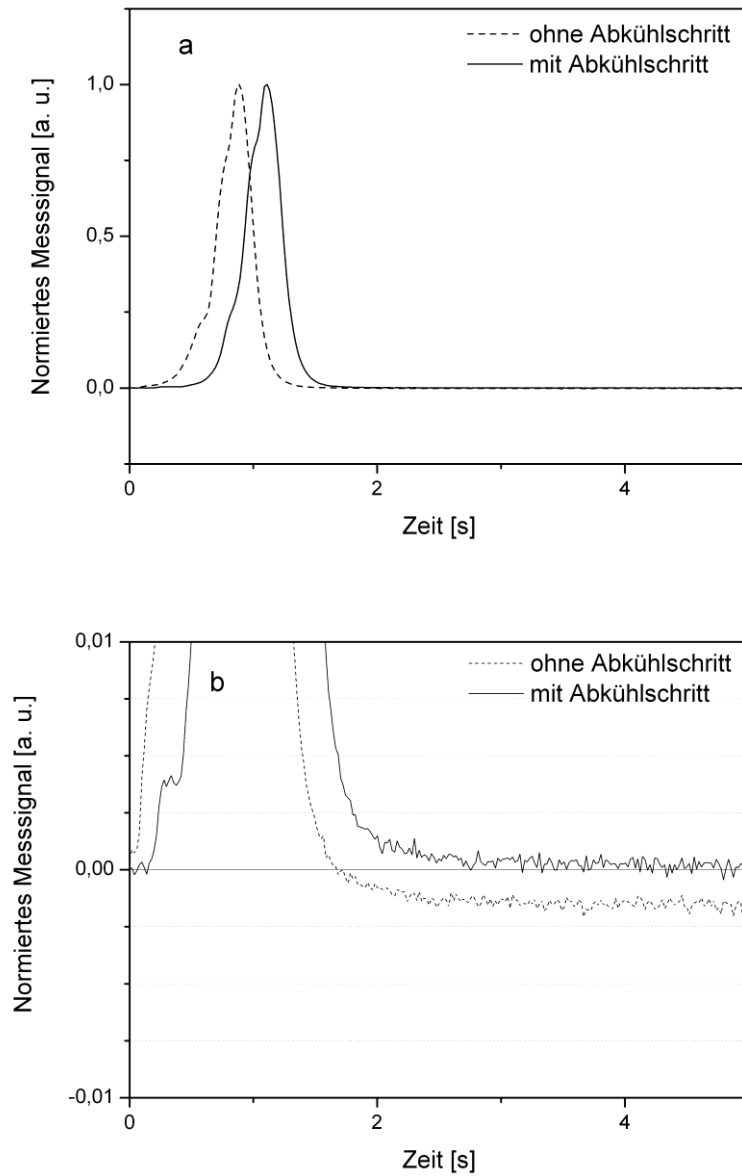 a
ohne Abkühlschritt
mit Abkühlschritt
1,0
0,5
0,0
Normiertes Messsignal [a. u.]
0
2
4
Zeit [s]
0,01
b
ohne Abkühlschritt
mit Abkühlschritt
0,00
-0,01
Normiertes Messsignal [a. u.]
0
2
4
Zeit [s]